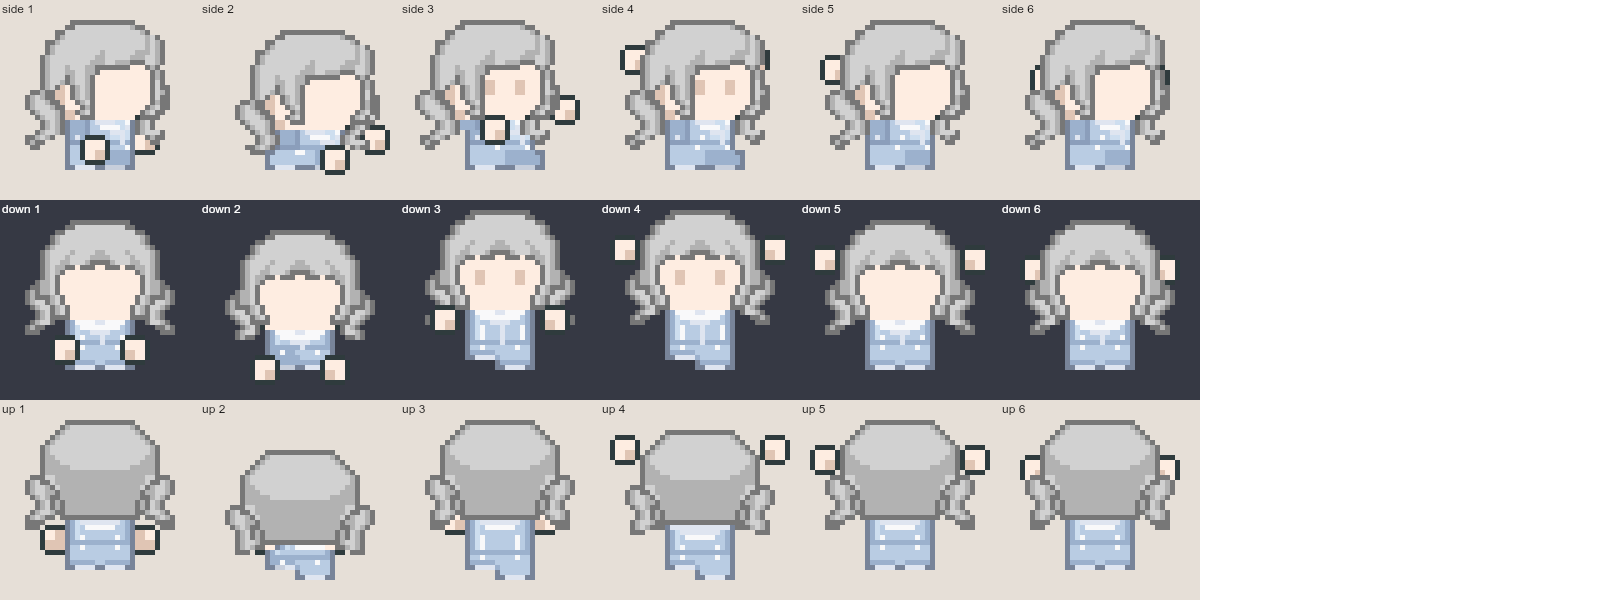 side 1 side 2 side 3 side 4 side 5 side 6
down 1 down 2 down 3 down 4 down 5 down 6
up 1 up 2 up 3 up 4 up 5 up 6